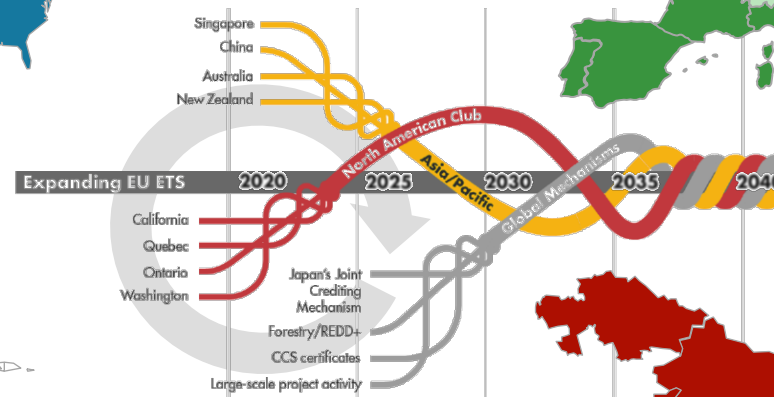 Singapore
China
Australia
New Zealand
North American Club
Asia/Pacific
Global Mechanisms
Expanding EU ETS
2020
2025
2030
2035
2040
California
Quebec
Ontario
Washington
Japan's Joint
Crediting
Mechanism
Forestry/REDD+
CCS certificates
Large-scale project activity